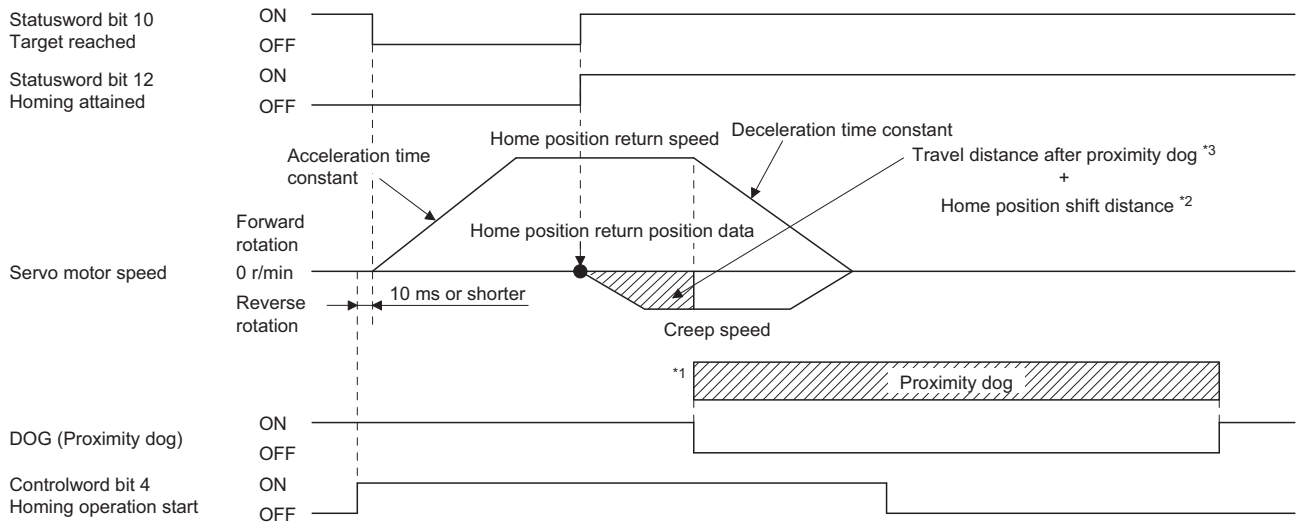 Statusword bit 10
Target reached
ON
OFF
Statusword bit 12
Homing attained
ON
OFF
Home position return speed
Deceleration time constant
Acceleration time
constant
Travel distance after proximity dog *3
+
Home position shift distance *2
Forward
rotation
Home position return position data
Servo motor speed
0 r/min
Reverse
rotation
10 ms or shorter
Creep speed
*1
Proximity dog
DOG (Proximity dog)
ON
OFF
Controlword bit 4
Homing operation start
ON
OFF